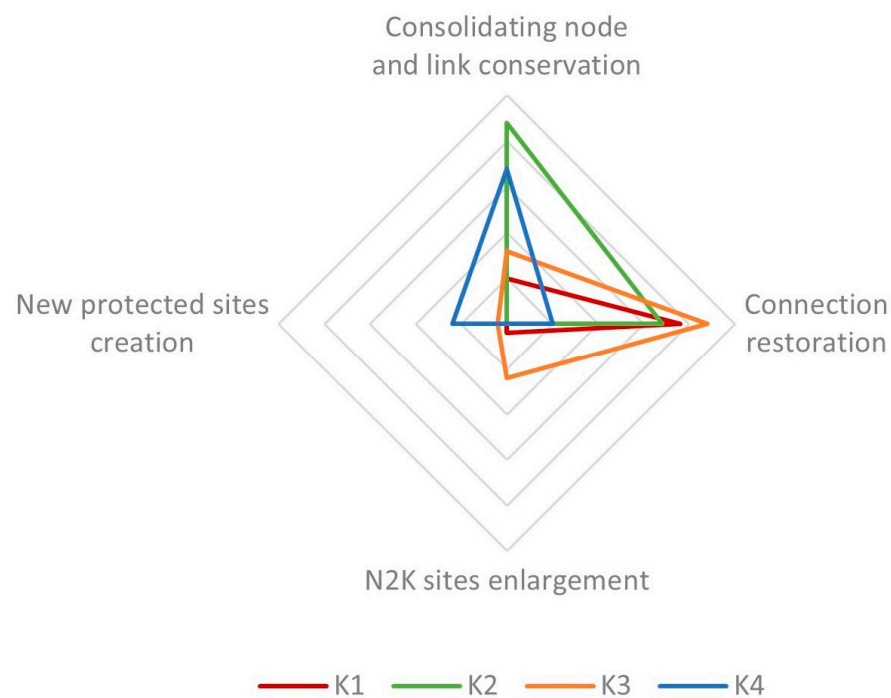 Consolidating node
and link conservation
New protected sites
creation
Connection
restoration
N2K sites enlargement
K1 K2 K3 K4